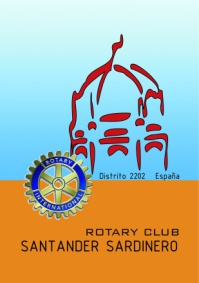 Distrito 2202 España
ROTARY
INTERNATIONAL
ROTARY CLUB
SANTANDER SARDINERO